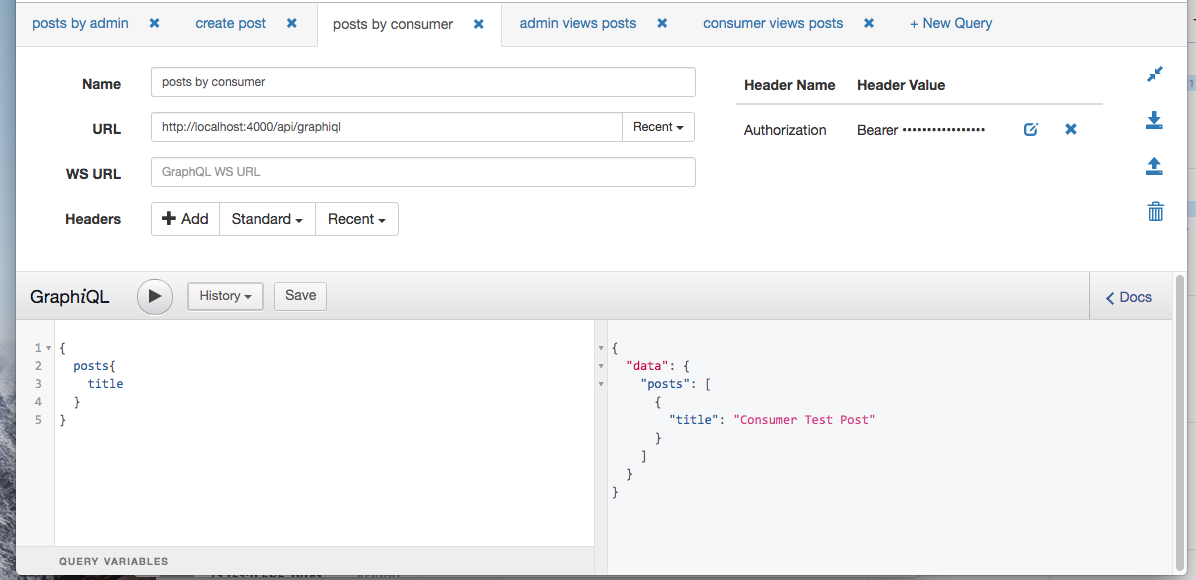 posts by admin ✖ create post ✖ posts by consumer ✖ admin views posts ✖ consumer views posts ✖ + New Query
Name posts by consumer
URL http://localhost:4000/api/graphiql Recent
WS URL GraphQL WS URL
Headers + Add Standard Recent
Header Name Header Value
Authorization Bearer •••••••••••••••••
GraphiQL History Save Docs
1 {
2 posts{
3 title
4 }
5 }
{
"data": {
"posts": [
{
"title": "Consumer Test Post"
}
]
}
}
QUERY VARIABLES